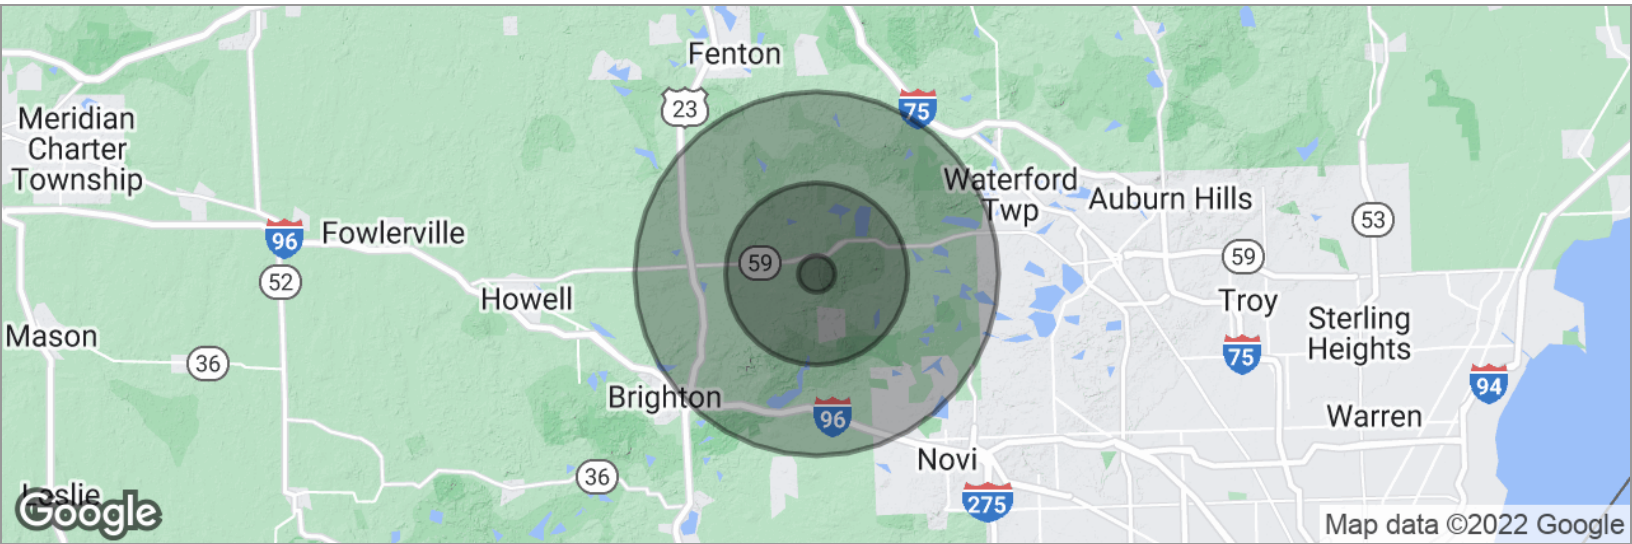 Fenton
23
75
Meridian
Charter
Township
Waterford
Twp
Auburn Hills
53
96
Fowlerville
59
59
52
Howell
Troy
Sterling
Heights
Mason
36
75
94
Brighton
96
Warren
Novi
36
Leslie
275
Google
Map data ©2022 Google